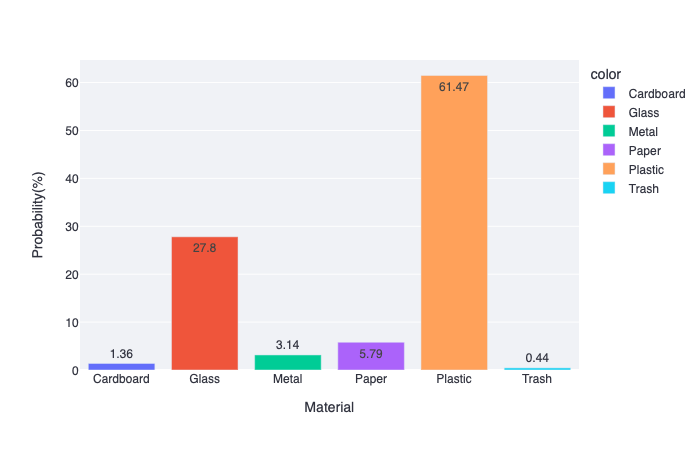 color
Cardboard
Glass
Metal
Paper
Plastic
Trash
Probability(%)
60
50
40
30
20
10
0
1.36
27.8
3.14
5.79
61.47
0.44
Cardboard Glass Metal Paper Plastic Trash
Material